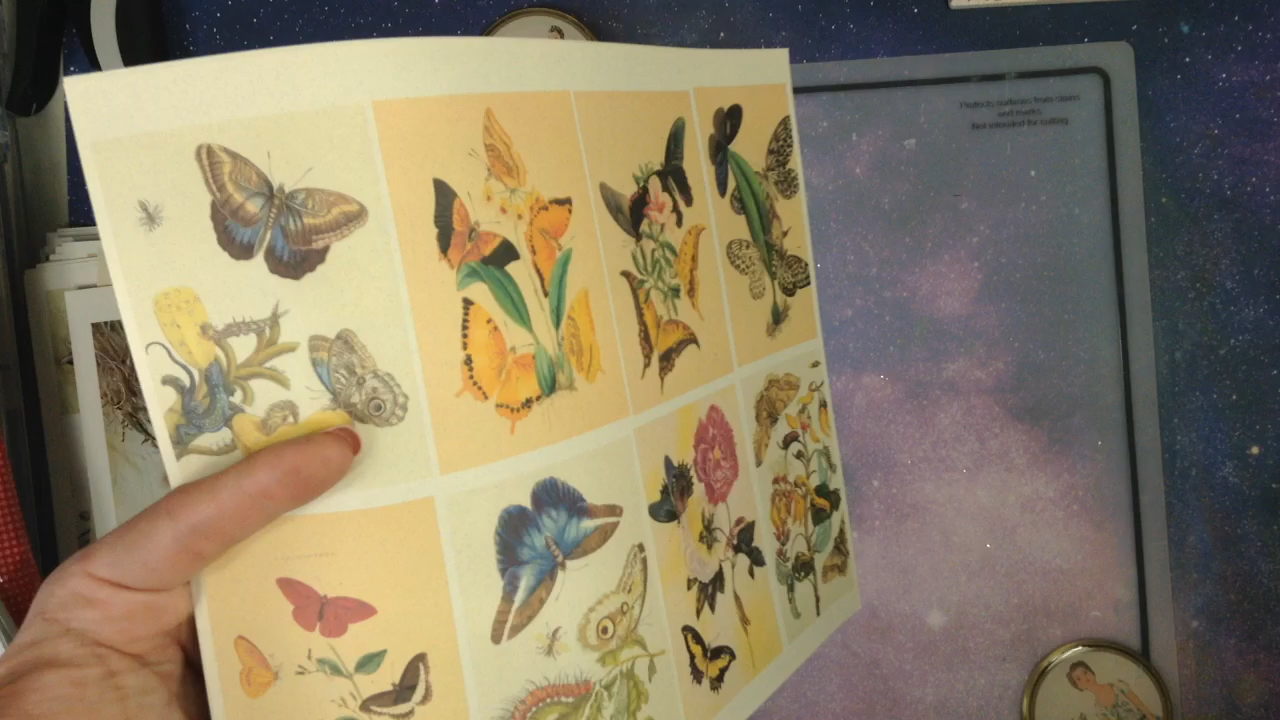 Protects surfaces from stains
and marks
Not intended for cutting